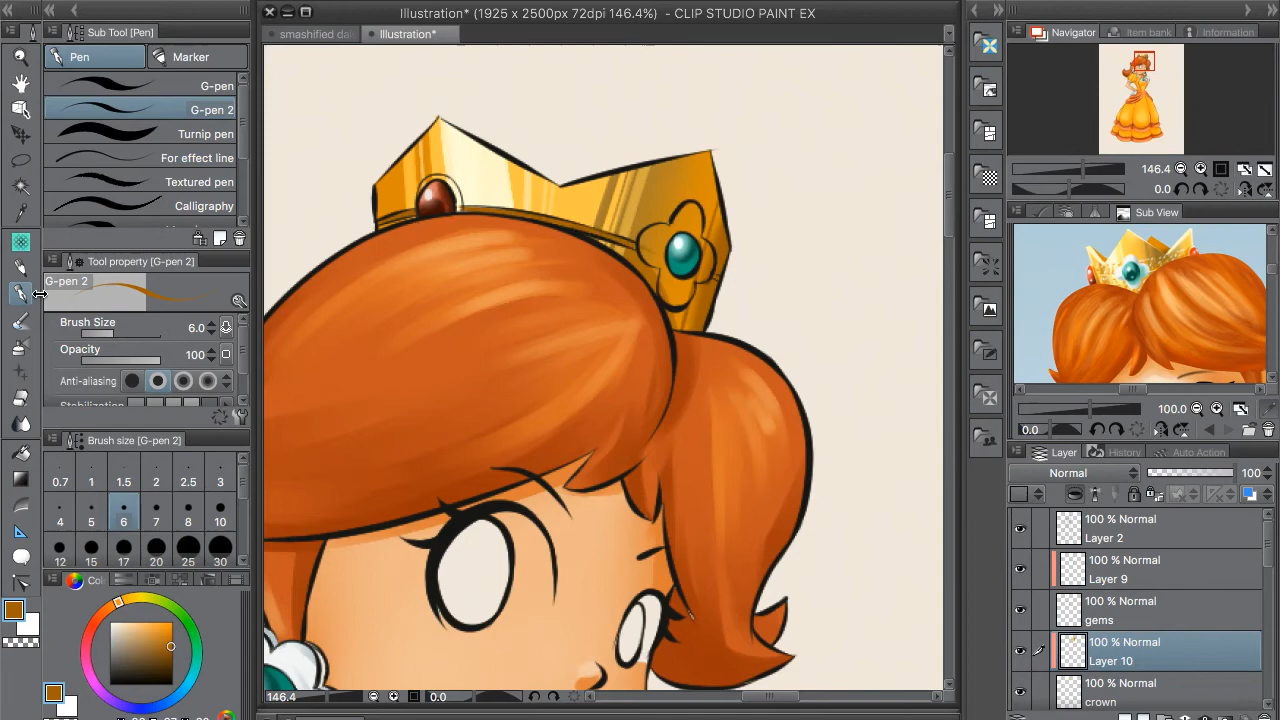 Illustration* (1925 x 2500px 72dpi 146.4%) - CLIP STUDIO PAINT EX
Sub Tool [Pen]
smashified da
Illustration*
Navigator
Item bank
Information
Pen
Marker
G-pen
G-pen 2
Turnip pen
For effect line
Textured pen
Calligraphy
146.4
0.0
Sub View
Tool property [G-pen 2]
G-pen 2
Brush Size
6.0
Opacity
100
Anti-aliasing
Stabilization
100.0
0.0
Brush size [G-pen 2]
0.7 1 1.5 2 2.5 3
4 5 6 7 8 10
12 15 17 20 25 30
Layer
History
Auto Action
Normal
100
100 % Normal
Layer 2
100 % Normal
Layer 9
100 % Normal
gems
100 % Normal
Layer 10
100 % Normal
crown
Col
146.4
0.0